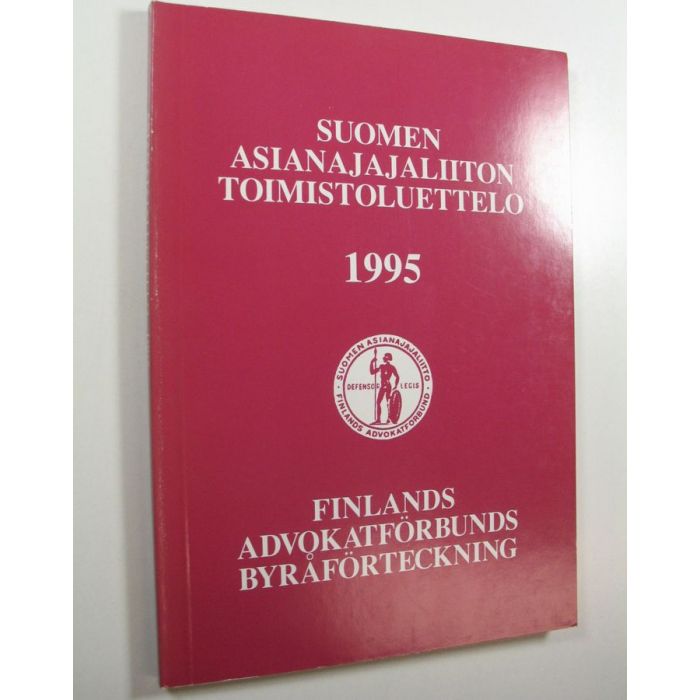 SUOMEN
ASIANAJAJALIITON
TOIMISTOLUETTELO
1995
· SUOMEN ASIANAJAJALIITTO ·
DEFENSOR LEGIS
FINLANDS ADVOKATFÖRBUND
FINLANDS
ADVOKATFÖRBUNDS
BYRÅFÖRTECKNING